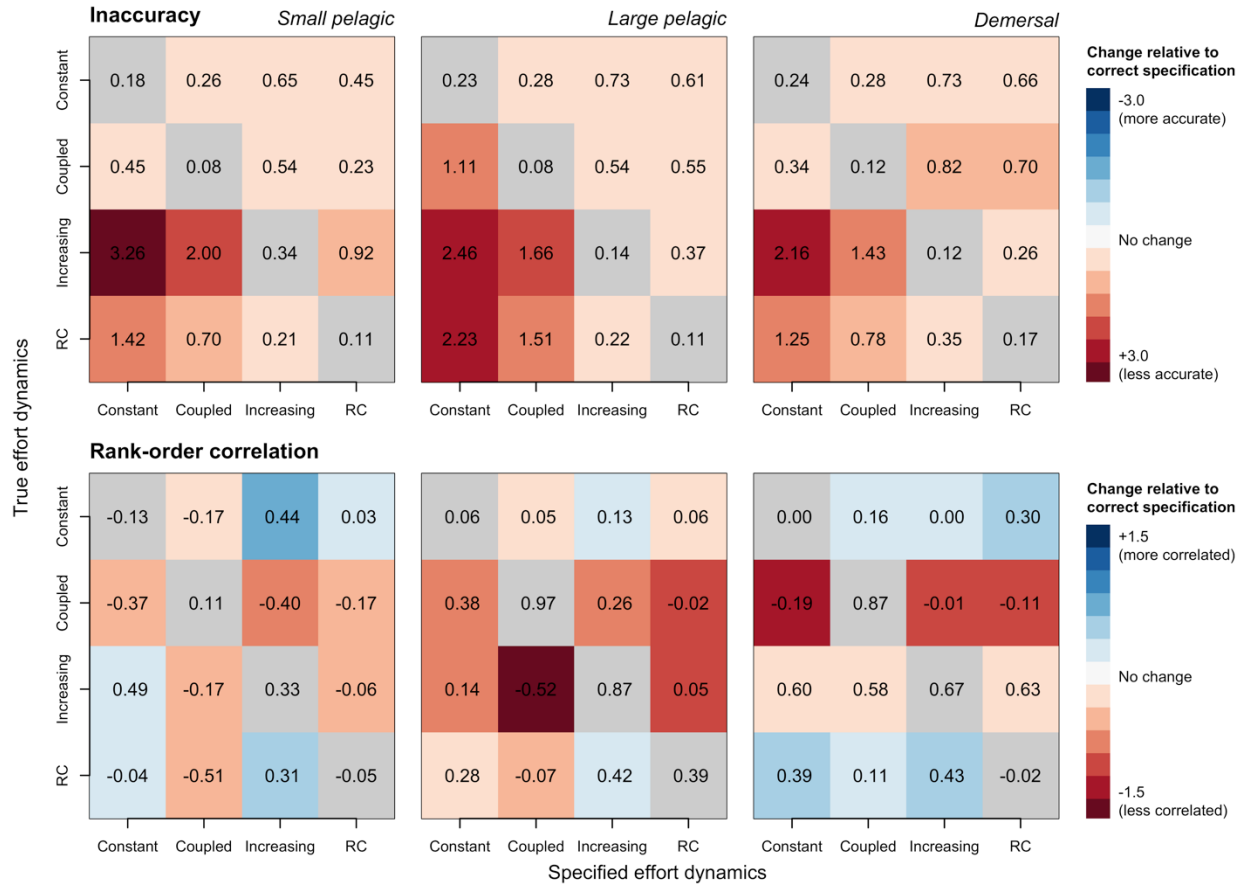 Inaccuracy
Small pelagic
Large pelagic
Demersal
Constant 0.18 0.26 0.65 0.45 0.23 0.28 0.73 0.61 0.24 0.28 0.73 0.66
Coupled 0.45 0.08 0.54 0.23 1.11 0.08 0.54 0.55 0.34 0.12 0.82 0.70
Increasing 3.26 2.00 0.34 0.92 2.46 1.66 0.14 0.37 2.16 1.43 0.12 0.26
RC 1.42 0.70 0.21 0.11 2.23 1.51 0.22 0.11 1.25 0.78 0.35 0.17
Constant Coupled Increasing RC Constant Coupled Increasing RC Constant Coupled Increasing RC
Change relative to
correct specification
-3.0
(more accurate)
No change
+3.0
(less accurate)
True effort dynamics
Rank-order correlation
Constant -0.13 -0.17 0.44 0.03 0.06 0.05 0.13 0.06 0.00 0.16 0.00 0.30
Coupled -0.37 0.11 -0.40 -0.17 0.38 0.97 0.26 -0.02 -0.19 0.87 -0.01 -0.11
Increasing 0.49 -0.17 0.33 -0.06 0.14 -0.52 0.87 0.05 0.60 0.58 0.67 0.63
RC -0.04 -0.51 0.31 -0.05 0.28 -0.07 0.42 0.39 0.39 0.11 0.43 -0.02
Constant Coupled Increasing RC Constant Coupled Increasing RC Constant Coupled Increasing RC
Change relative to
correct specification
+1.5
(more correlated)
No change
-1.5
(less correlated)
Specified effort dynamics